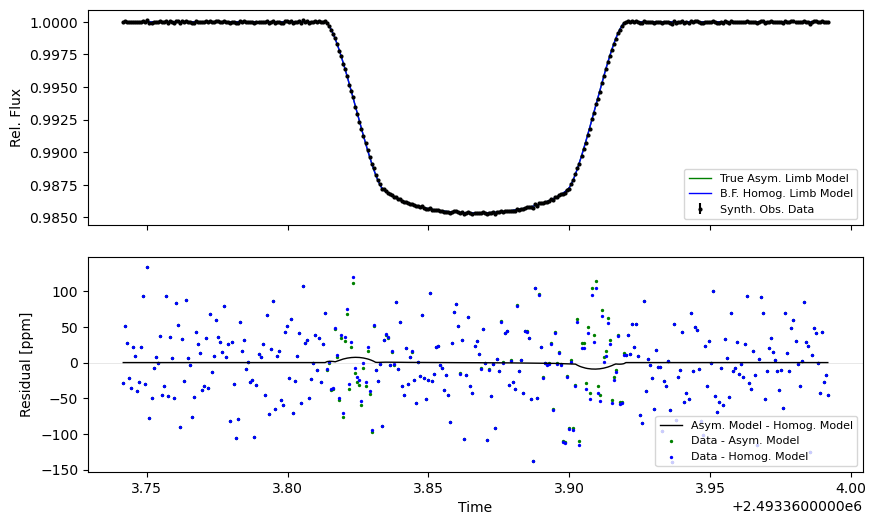 1.0000
0.9975
0.9950
0.9925
0.9900
0.9875
0.9850
Rel. Flux
True Asym. Limb Model
B.F. Homog. Limb Model
Synth. Obs. Data
100
50
0
−50
−100
−150
Residual [ppm]
Asym. Model - Homog. Model
Data - Asym. Model
Data - Homog. Model
3.75 3.80 3.85 3.90 3.95 4.00
Time
+2.4933600000e6